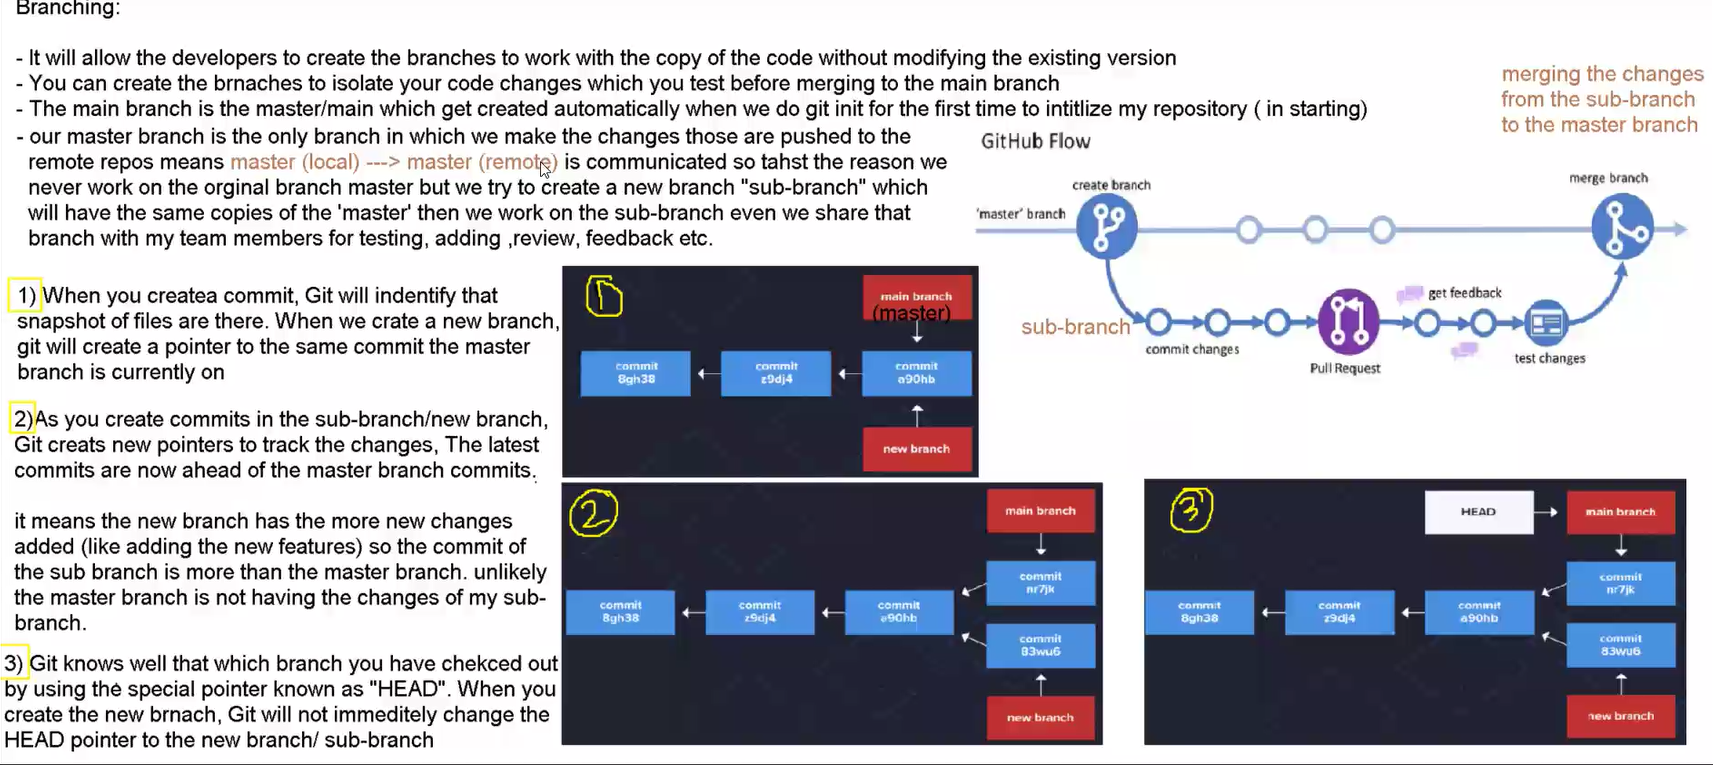 Branching:
- It will allow the developers to create the branches to work with the copy of the code without modifying the existing version
- You can create the brnaches to isolate your code changes which you test before merging to the main branch
- The main branch is the master/main which get created automatically when we do git init for the first time to intitlize my repository ( in starting)
- our master branch is the only branch in which we make the changes those are pushed to the
remote repos means master (local) ---> master (remote) is communicated so tahst the reason we
never work on the orginal branch master but we try to create a new branch "sub-branch" which
will have the same copies of the 'master' then we work on the sub-branch even we share that
branch with my team members for testing, adding ,review, feedback etc.
merging the changes
from the sub-branch
to the master branch
GitHub Flow
create branch
merge branch
'master' branch
sub-branch
commit changes
Pull Request
get feedback
test changes
1) When you createa commit, Git will indentify that
snapshot of files are there. When we crate a new branch,
git will create a pointer to the same commit the master
branch is currently on
1
main branch
(master)
commit
8gh38
commit
z9dj4
commit
a90hb
new branch
2)As you create commits in the sub-branch/new branch,
Git creats new pointers to track the changes, The latest
commits are now ahead of the master branch commits.
it means the new branch has the more new changes
added (like adding the new features) so the commit of
the sub branch is more than the master branch. unlikely
the master branch is not having the changes of my sub-
branch.
3) Git knows well that which branch you have chekced out
by using the special pointer known as "HEAD". When you
create the new brnach, Git will not immeditely change the
HEAD pointer to the new branch/ sub-branch
2
main branch
commit
nr7jk
commit
8gh38
commit
z9dj4
commit
a90hb
commit
83wu6
new branch
3
HEAD
main branch
commit
nr7jk
commit
8gh38
commit
z9dj4
commit
a90hb
commit
83wu6
new branch